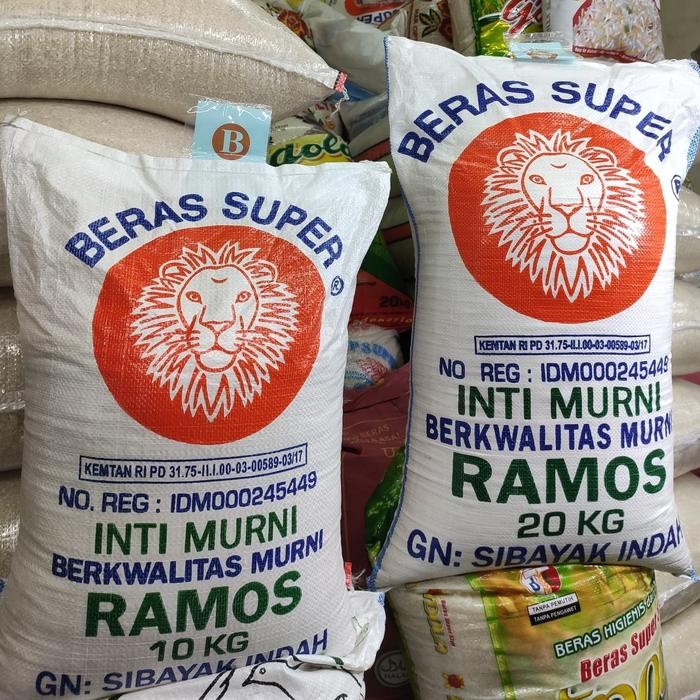 B
BERAS SUPER ®
KEMTAN RI PD 31.75-II.I.00-03-00589-03/17
NO. REG : IDM000245449
INTI MURNI
BERKWALITAS MURNI
RAMOS
10 KG
GN: SIBAYAK INDAH
BERAS SUPER ®
KEMTAN RI PD 31.75-II.I.00-03-00589-03/17
NO REG : IDM000245449
INTI MURNI
BERKWALITAS MURN
RAMOS
20 KG
GN: SIBAYAK INDAH
20kg
TANPA PEMUTIH
TANPA PENGAWET
BERAS HIGIENIS
Beras Super